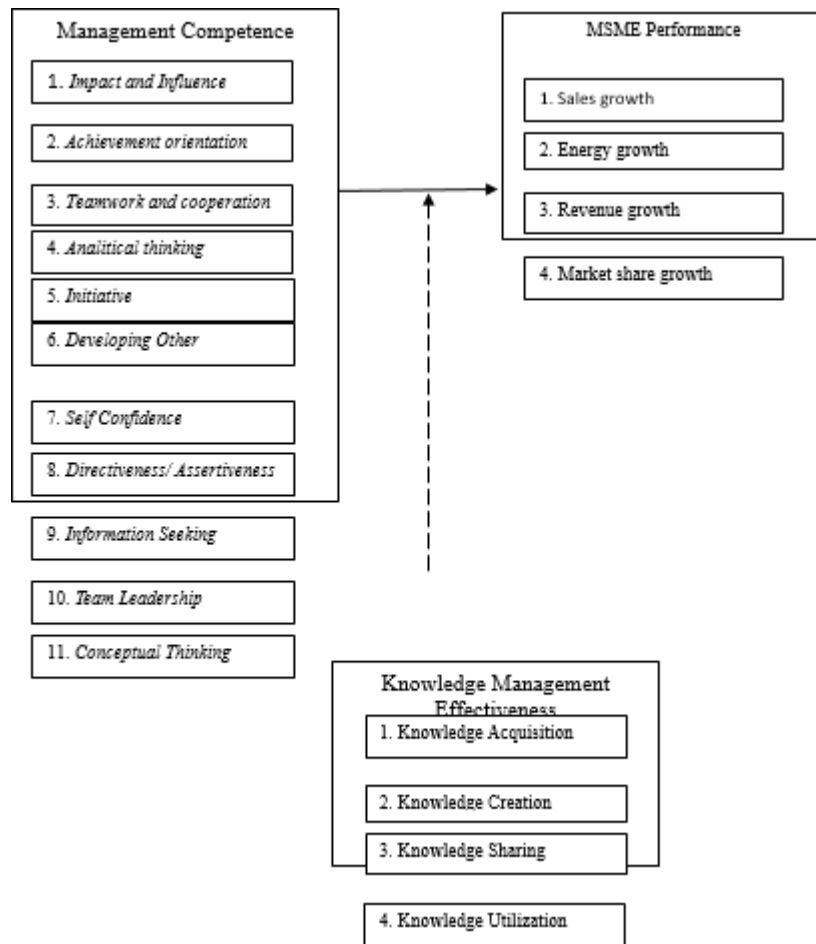 Management Competence
1. Impact and Influence
2. Achievement orientation
3. Teamwork and cooperation
4. Analitical thinking
5. Initiative
6. Developing Other
7. Self Confidence
8. Directiveness/ Assertiveness
9. Information Seeking
10. Team Leadership
11. Conceptual Thinking
MSME Performance
1. Sales growth
2. Energy growth
3. Revenue growth
4. Market share growth
Knowledge Management
Effectiveness
1. Knowledge Acquisition
2. Knowledge Creation
3. Knowledge Sharing
4. Knowledge Utilization